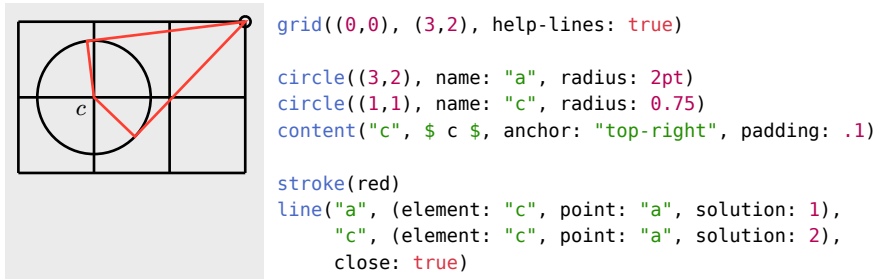 c
grid((0,0), (3,2), help-lines: true)
circle((3,2), name: "a", radius: 2pt)
circle((1,1), name: "c", radius: 0.75)
content("c", $ c $, anchor: "top-right", padding: .1)
stroke(red)
line("a", (element: "c", point: "a", solution: 1),
"c", (element: "c", point: "a", solution: 2),
close: true)